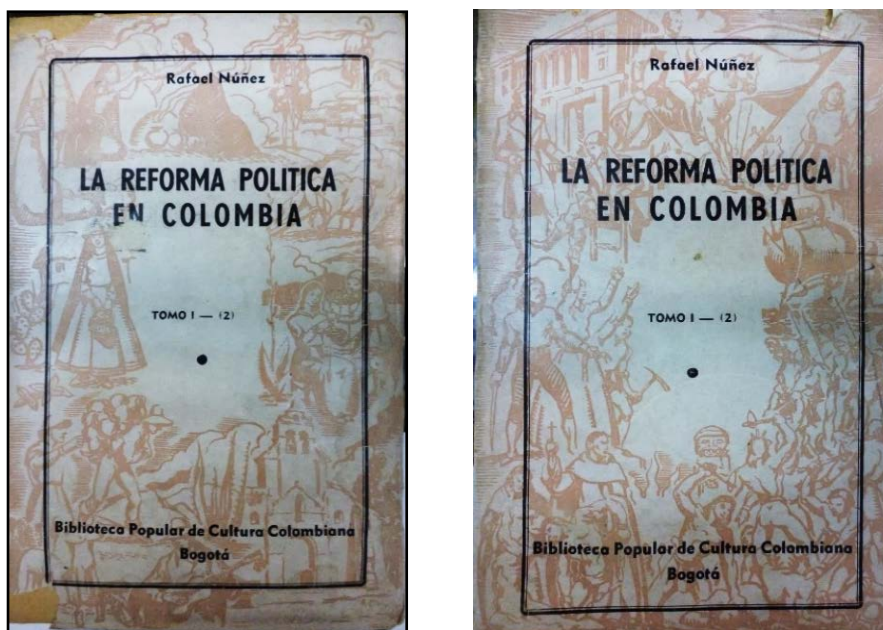 Rafael Núñez
LA REFORMA POLITICA
EN COLOMBIA
TOMO I — (2)
Biblioteca Popular de Cultura Colombiana
Bogotá
Rafael Núñez
LA REFORMA POLITICA
EN COLOMBIA
TOMO I — (2)
Biblioteca Popular de Cultura Colombiana
Bogotá